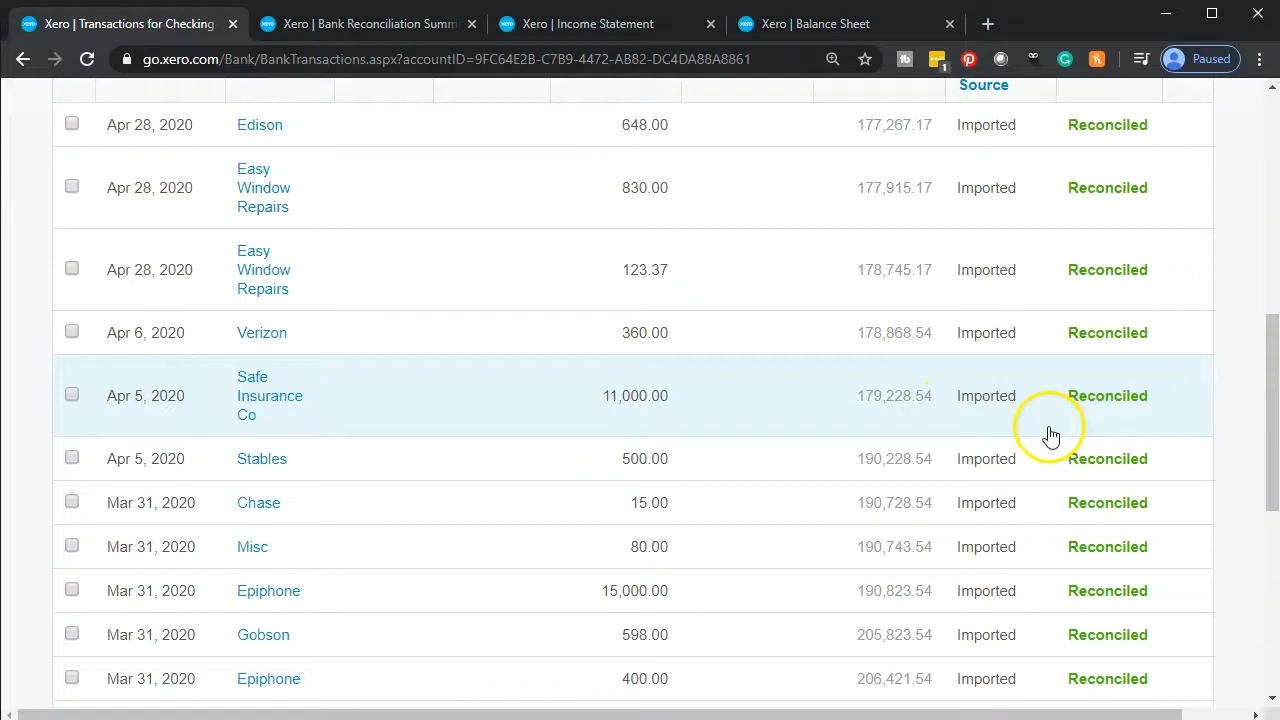 Xero | Transactions for Checking
Xero | Bank Reconciliation Summ
Xero | Income Statement
Xero | Balance Sheet
go.xero.com/Bank/BankTransactions.aspx?accountID=9FC64E2B-C7B9-4472-AB82-DC4DA88A8861
1
Paused
Source
Apr 28, 2020 Edison 648.00 177,267.17 Imported Reconciled
Easy
Apr 28, 2020 Window 830.00 177,915.17 Imported Reconciled
Repairs
Easy
Apr 28, 2020 Window 123.37 178,745.17 Imported Reconciled
Repairs
Apr 6, 2020 Verizon 360.00 178,868.54 Imported Reconciled
Safe
Apr 5, 2020 Insurance 11,000.00 179,228.54 Imported Reconciled
Co
Apr 5, 2020 Stables 500.00 190,228.54 Imported Reconciled
Mar 31, 2020 Chase 15.00 190,728.54 Imported Reconciled
Mar 31, 2020 Misc 80.00 190,743.54 Imported Reconciled
Mar 31, 2020 Epiphone 15,000.00 190,823.54 Imported Reconciled
Mar 31, 2020 Gobson 598.00 205,823.54 Imported Reconciled
Mar 31, 2020 Epiphone 400.00 206,421.54 Imported Reconciled